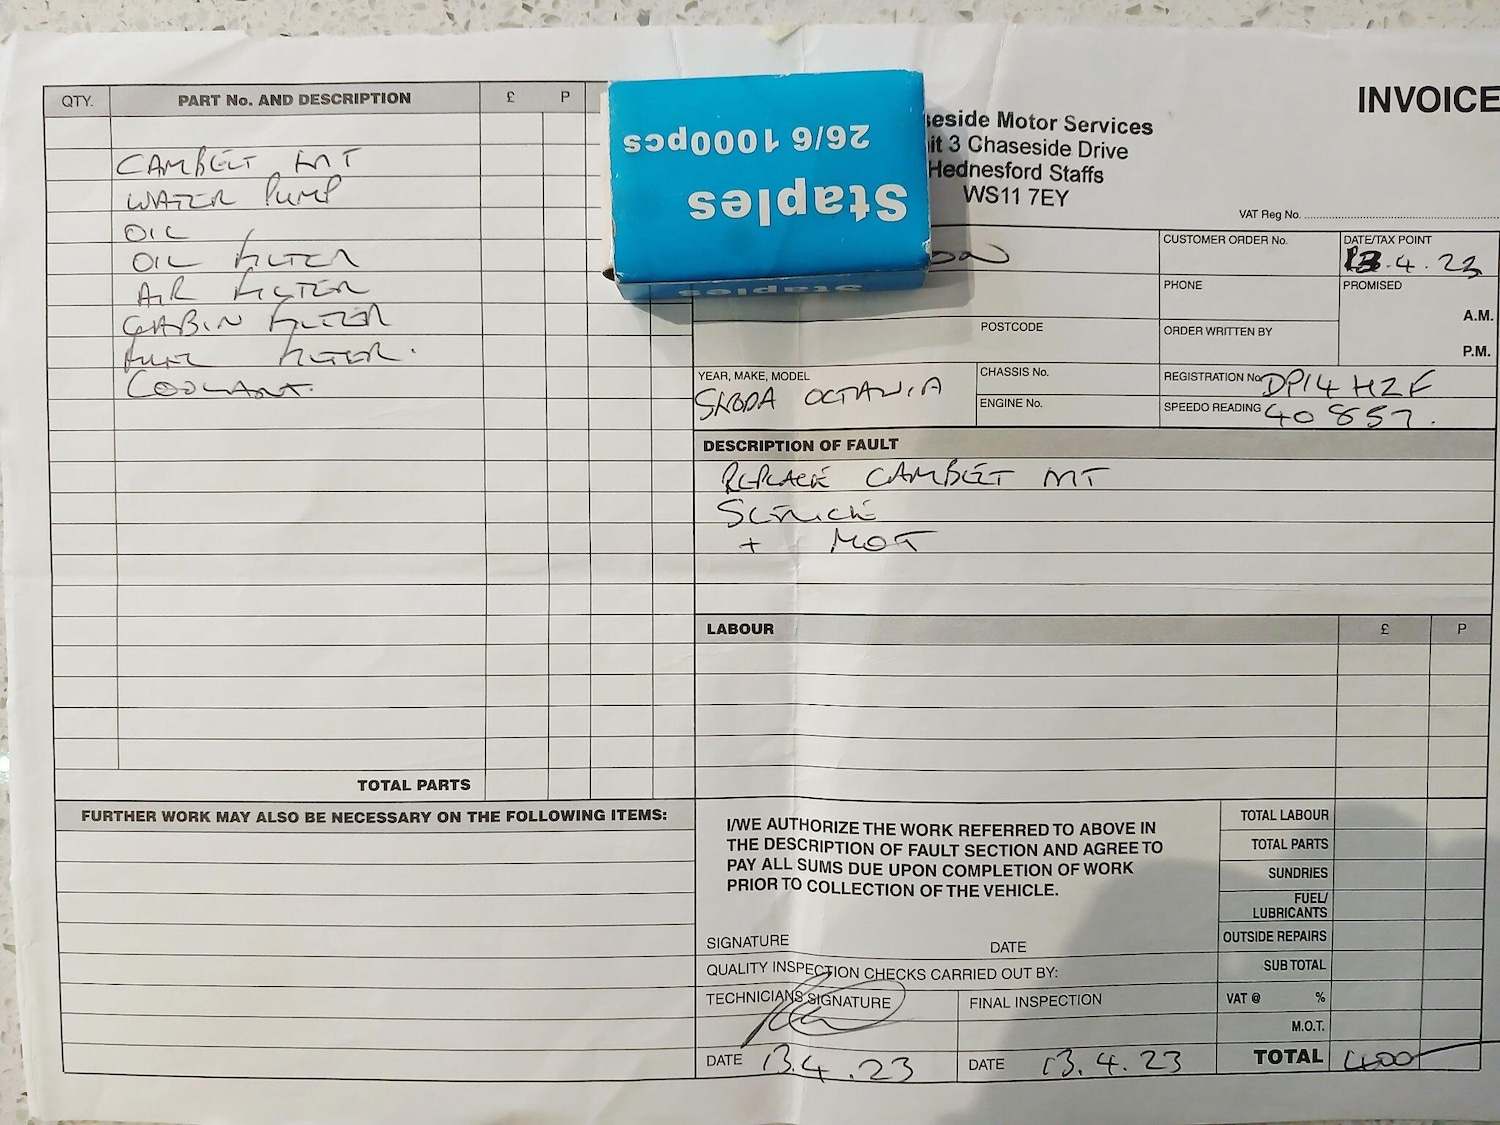 INVOICE
QTY. PART No. AND DESCRIPTION £ P
CAMBELT KIT
WATER PUMP
OIL
OIL FILTER
AIR FILTER
CABIN FILTER
FUEL FILTER.
COOLANT.
TOTAL PARTS
FURTHER WORK MAY ALSO BE NECESSARY ON THE FOLLOWING ITEMS:
26/6 1000pcs
Staples
Staples
Motor Services
3 Chaseside Drive
Hednesford Staffs
WS11 7EY
VAT Reg No.
CUSTOMER ORDER No.
DATE/TAX POINT
13.4.23
PHONE
PROMISED
A.M.
P.M.
POSTCODE
ORDER WRITTEN BY
YEAR, MAKE, MODEL
SKODA OCTAVIA
CHASSIS No.
ENGINE No.
REGISTRATION No. DP14 HZF
SPEEDO READING 40857.
DESCRIPTION OF FAULT
REPLACE CAMBELT KIT
SERVICE
+ MOT
LABOUR £ P
I/WE AUTHORIZE THE WORK REFERRED TO ABOVE IN
THE DESCRIPTION OF FAULT SECTION AND AGREE TO
PAY ALL SUMS DUE UPON COMPLETION OF WORK
PRIOR TO COLLECTION OF THE VEHICLE.
SIGNATURE DATE
QUALITY INSPECTION CHECKS CARRIED OUT BY:
TECHNICIANS SIGNATURE
FINAL INSPECTION
DATE 13.4.23
DATE 13.4.23
TOTAL LABOUR
TOTAL PARTS
SUNDRIES
FUEL/
LUBRICANTS
OUTSIDE REPAIRS
SUB TOTAL
VAT @ %
M.O.T.
TOTAL 400